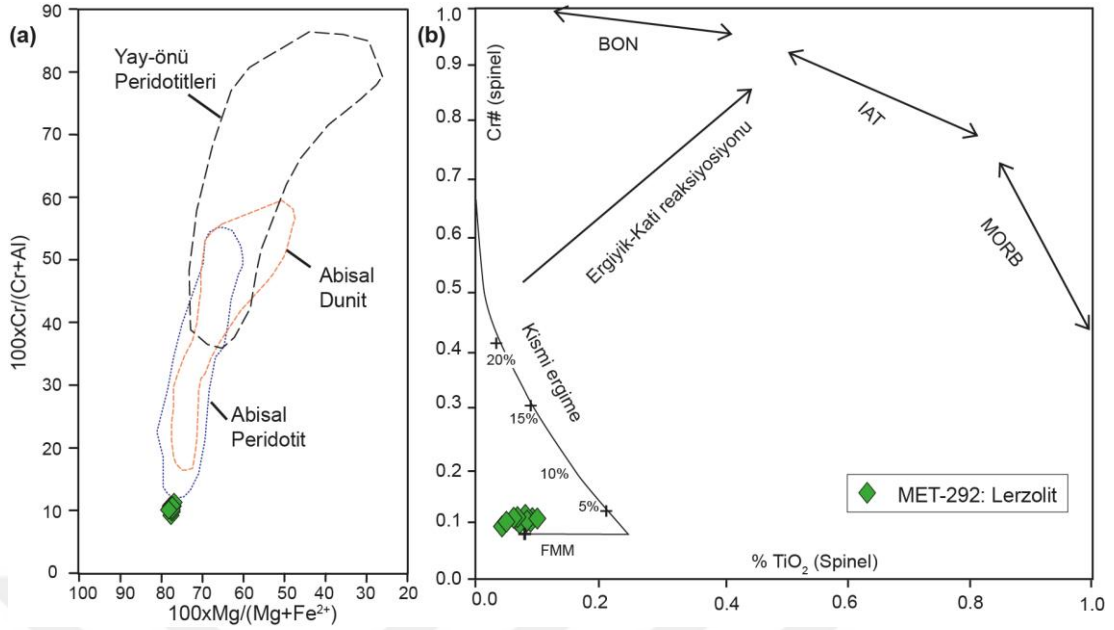 (a)
90
80
70
60
50
40
30
20
10
0
100xCr/(Cr+Al)
Yay-önü
Peridotitleri
Abisal
Dunit
Abisal
Peridotit
100 90 80 70 60 50 40 30 20
100xMg/(Mg+Fe²⁺)
(b)
1.0
0.9
0.8
0.7
0.6
0.5
0.4
0.3
0.2
0.1
0.0
Cr# (spinel)
BON
IAT
MORB
Ergiyik-Kati reaksiyosiyonu
Kismi ergime
20%
15%
10%
5%
FMM
MET-292: Lerzolit
% TiO₂ (Spinel)
0.0 0.2 0.4 0.6 0.8 1.0